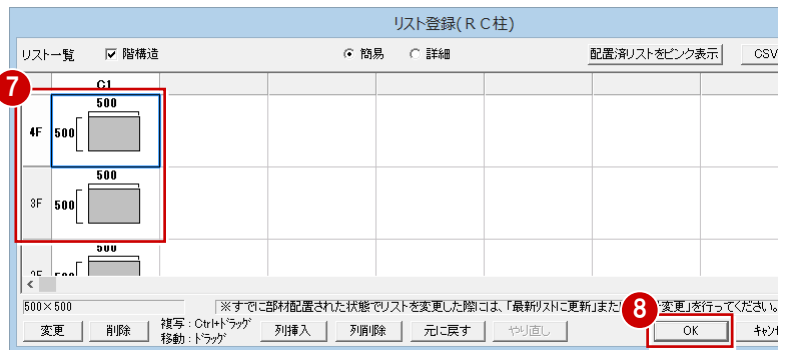 リスト登録(RC柱)
リスト一覧 階構造 簡易 詳細 配置済リストをピンク表示 CSV
7
C1
500
4F 500
500
3F 500
500
500×500 ※すでに部材配置された状態でリストを変更した際には、「最新リストに更新」また 変更」を行ってください。
8
変更 削除 複写:Ctrl+ドラッグ 列挿入 列削除 元に戻す やり直し OK
移動:ドラッグ